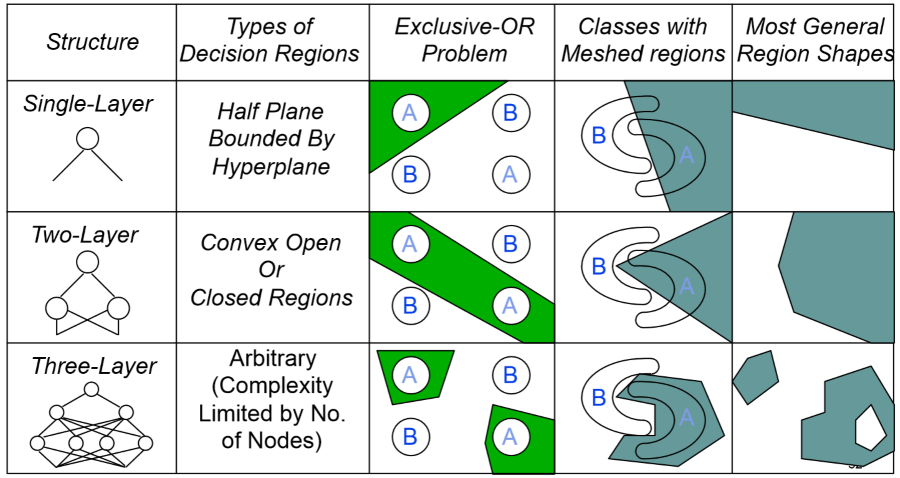 Structure
Types of
Decision Regions
Exclusive-OR
Problem
Classes with
Meshed regions
Most General
Region Shapes
Single-Layer
Half Plane
Bounded By
Hyperplane
A
B
B
A
B
A
Two-Layer
Convex Open
Or
Closed Regions
A
B
B
A
B
A
Three-Layer
Arbitrary
(Complexity
Limited by No.
of Nodes)
A
B
B
A
B
A